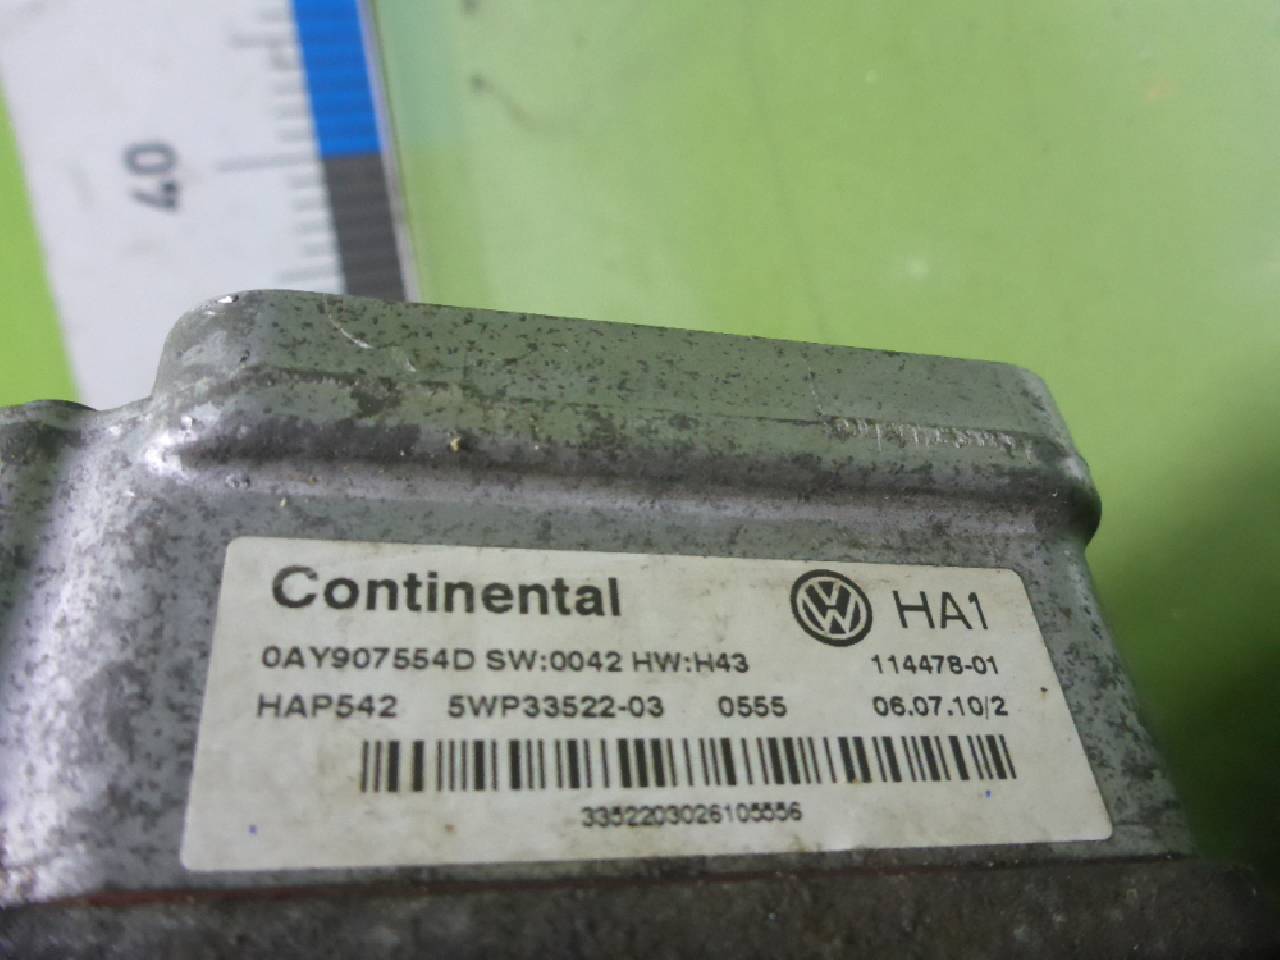 40
Continental
HA1
0AY907554D SW:0042 HW:H43
114478-01
HAP542 5WP33522-03 0555 06.07.10/2
3352203026105556